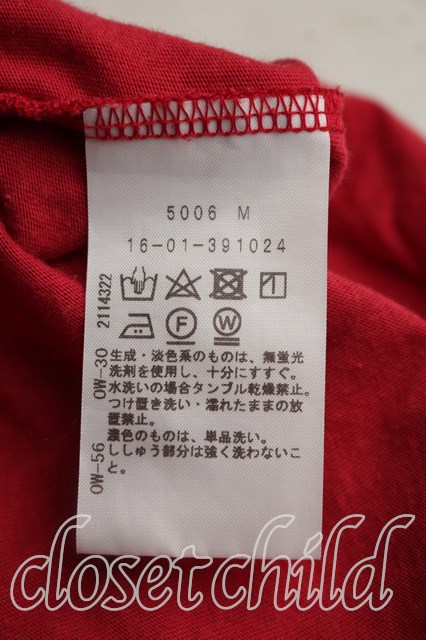 5006 M
16-01-391024
F
W
生成・淡色系のものは、無蛍光
洗剤を使用し、十分にすすぐ。
水洗いの場合タンブル乾燥禁止。
つけ置き洗い・濡れたままの放
置禁止。
濃色のものは、単品洗い。
ししゅう部分は強く洗わないこ
と。
OW-56 OW-30 2114322
closet child